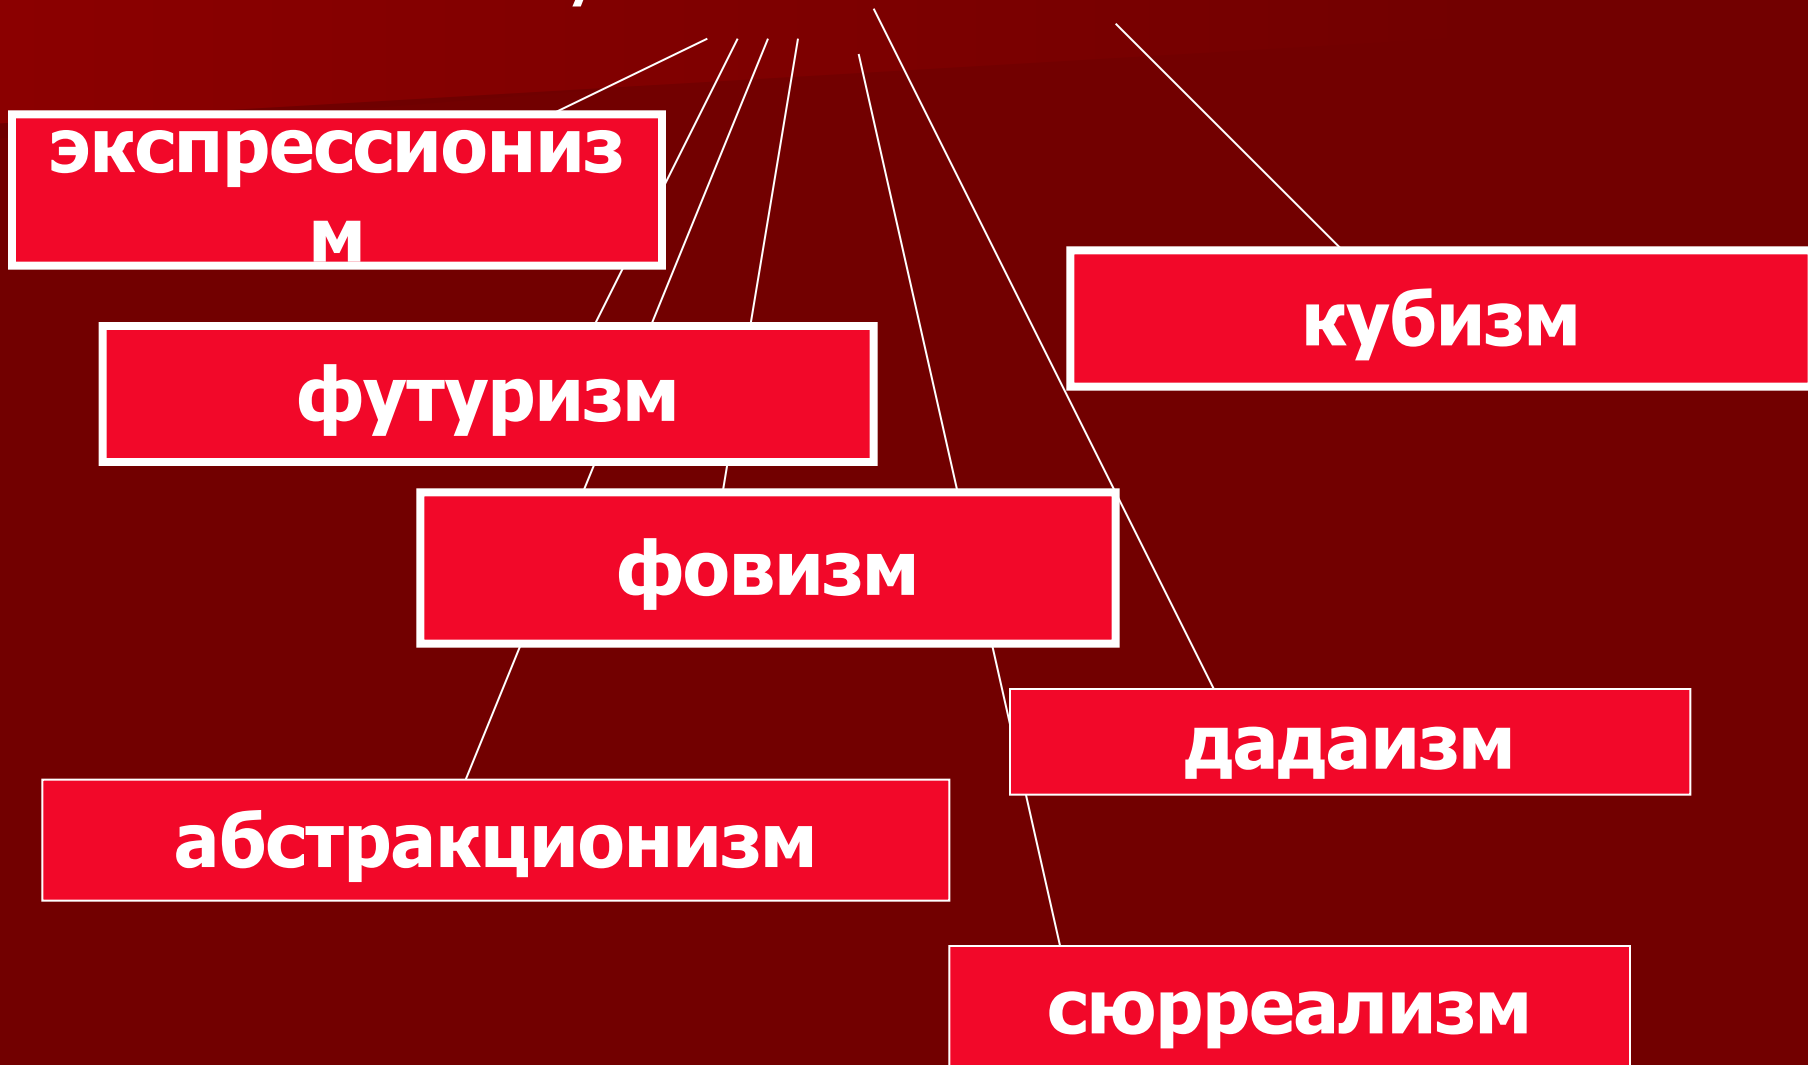 экспрессиониз
м
кубизм
футуризм
фовизм
дадаизм
абстракционизм
сюрреализм